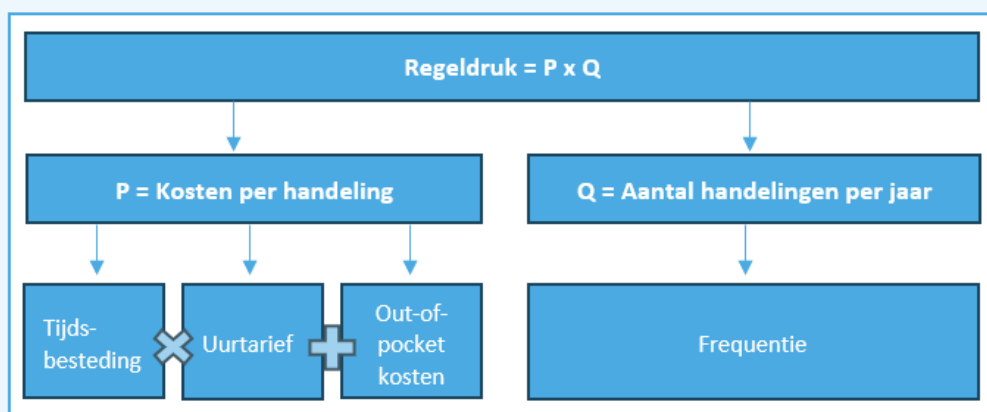 Regeldruk = P x Q
P = Kosten per handeling
Q = Aantal handelingen per jaar
Tijds-
besteding
Uurtarief
Out-of-
pocket
kosten
Frequentie